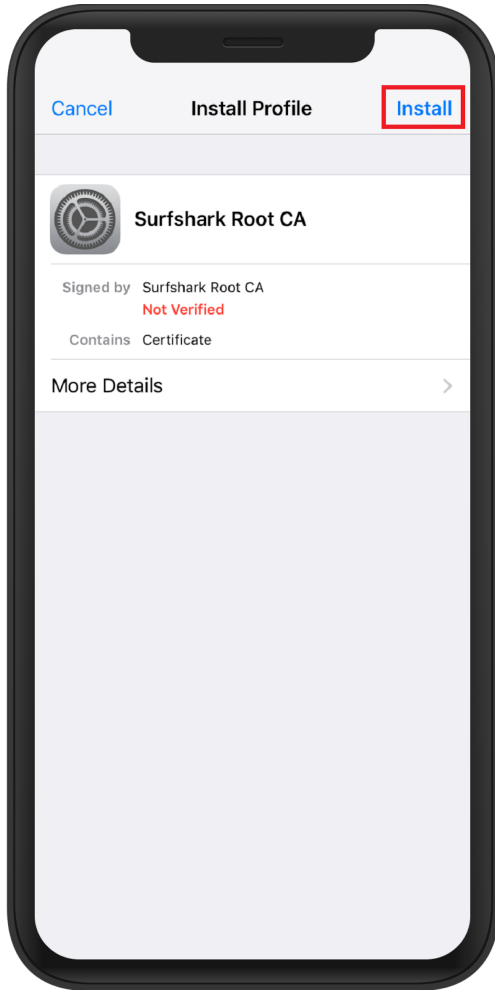 Cancel Install Profile Install
Surfshark Root CA
Signed by Surfshark Root CA
Not Verified
Contains Certificate
More Details